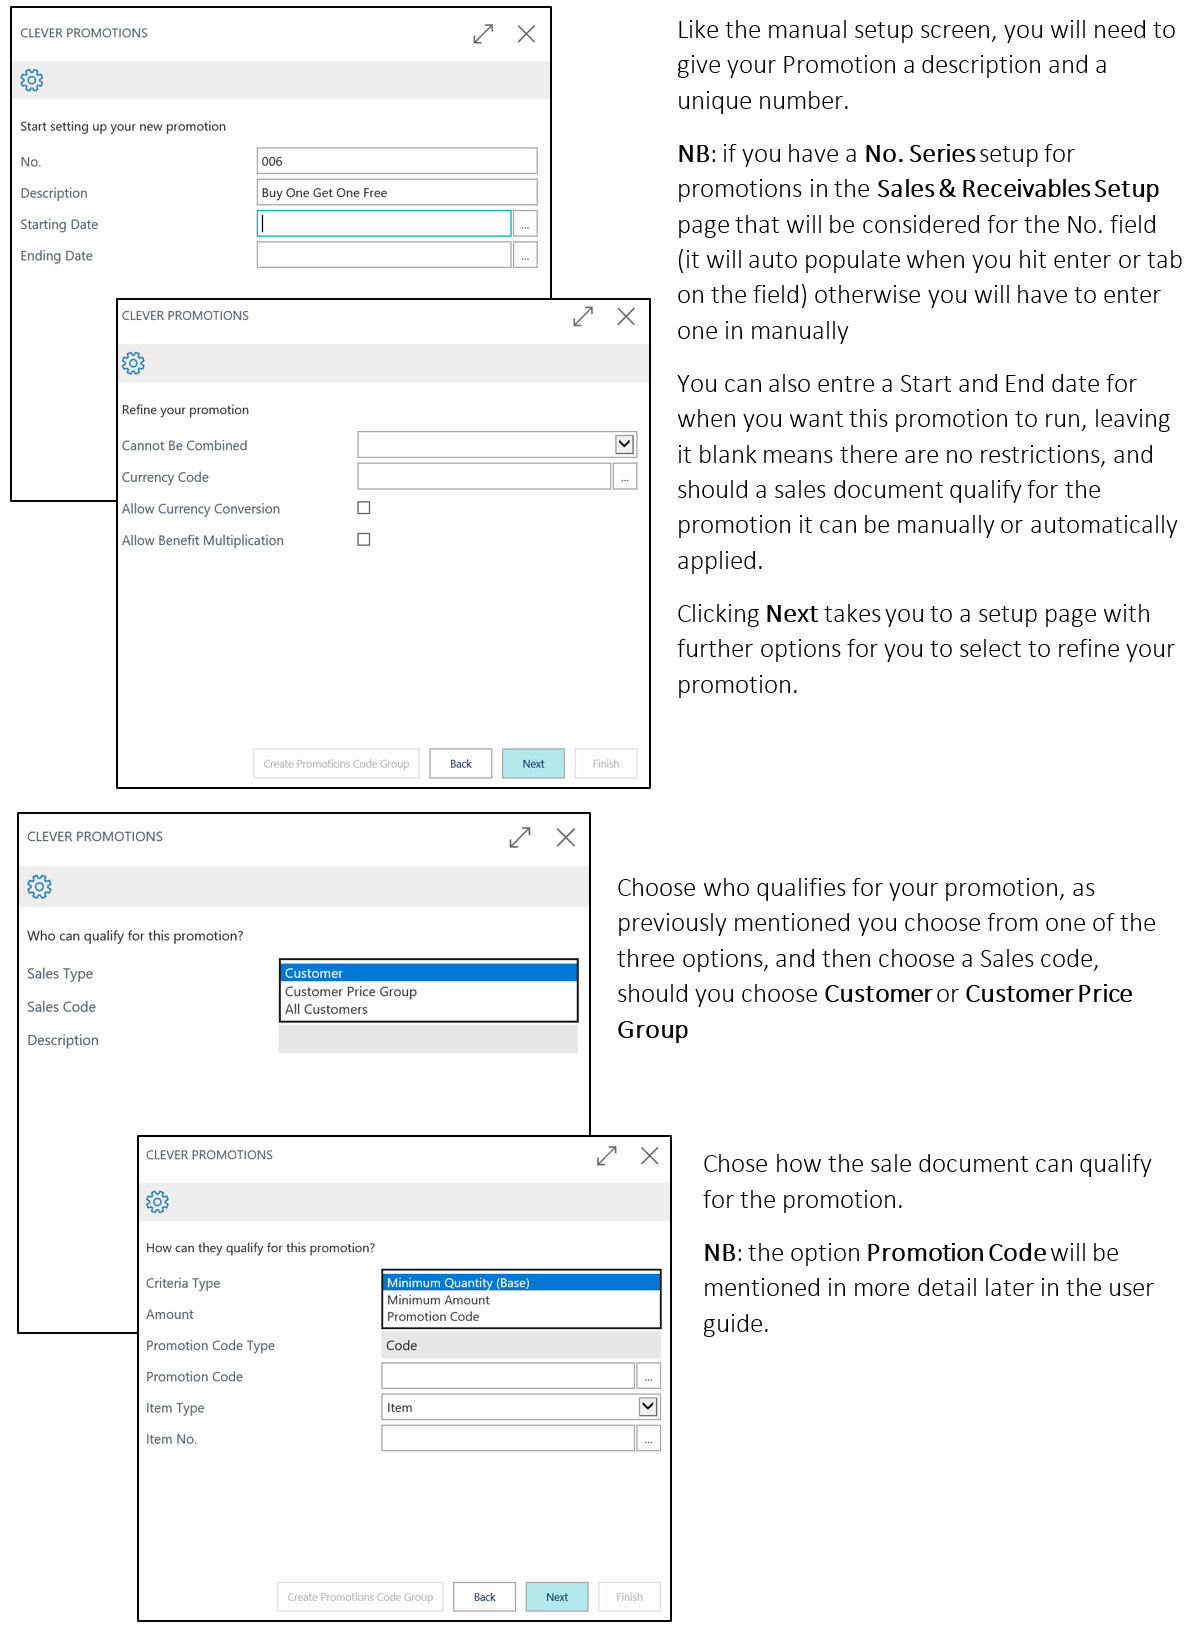 CLEVER PROMOTIONS
Start setting up your new promotion
No.
006
Description
Buy One Get One Free
Starting Date
...
Ending Date
...
CLEVER PROMOTIONS
Refine your promotion
Cannot Be Combined
Currency Code
...
Allow Currency Conversion
Allow Benefit Multiplication
Create Promotions Code Group
Back
Next
Finish
Like the manual setup screen, you will need to
give your Promotion a description and a
unique number.
NB: if you have a No. Series setup for
promotions in the Sales & Receivables Setup
page that will be considered for the No. field
(it will auto populate when you hit enter or tab
on the field) otherwise you will have to enter
one in manually
You can also entre a Start and End date for
when you want this promotion to run, leaving
it blank means there are no restrictions, and
should a sales document qualify for the
promotion it can be manually or automatically
applied.
Clicking Next takes you to a setup page with
further options for you to select to refine your
promotion.
CLEVER PROMOTIONS
Who can qualify for this promotion?
Sales Type
Customer
Customer Price Group
All Customers
Sales Code
Description
Choose who qualifies for your promotion, as
previously mentioned you choose from one of the
three options, and then choose a Sales code,
should you choose Customer or Customer Price
Group
CLEVER PROMOTIONS
How can they qualify for this promotion?
Criteria Type
Minimum Quantity (Base)
Minimum Amount
Promotion Code
Amount
Promotion Code Type
Code
Promotion Code
...
Item Type
Item
Item No.
...
Create Promotions Code Group
Back
Next
Finish
Chose how the sale document can qualify
for the promotion.
NB: the option Promotion Code will be
mentioned in more detail later in the user
guide.